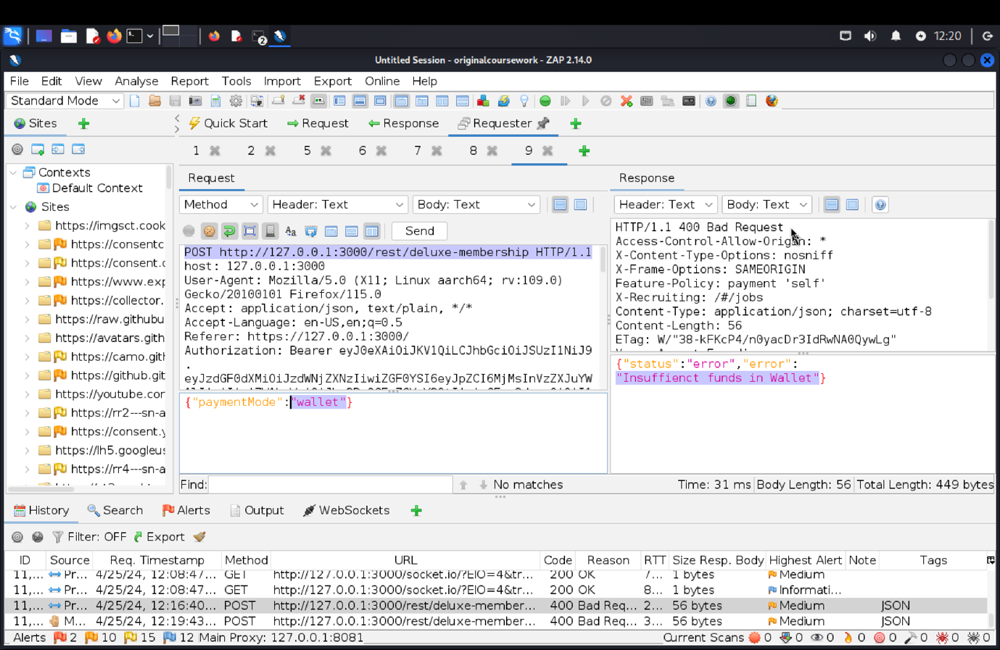 2
12:20
Untitled Session - originalcoursework - ZAP 2.14.0
File Edit View Analyse Report Tools Import Export Online Help
Standard Mode
Sites
Quick Start Request Response Requester
1 2 5 6 7 8 9
Contexts
Default Context
Sites
https://imgsct.cook
https://consentc
https://consent.c
https://www.exp
https://collector.
https://raw.githubu
https://avatars.gith
https://camo.gitl
https://github.git
https://youtube.cor
https://rr2---sn-a
https://consent.y
https://lh5.googleus
https://rr4---sn-a
Request
Method Header: Text Body: Text
Aa Send
POST http://127.0.0.1:3000/rest/deluxe-membership HTTP/1.1
host: 127.0.0.1:3000
User-Agent: Mozilla/5.0 (X11; Linux aarch64; rv:109.0)
Gecko/20100101 Firefox/115.0
Accept: application/json, text/plain, */*
Accept-Language: en-US,en;q=0.5
Referer: https://127.0.0.1:3000/
Authorization: Bearer eyJ0eXAiOiJKV1QiLCJhbGciOiJSUzI1NiJ9
.
eyJzdGF0dXMiOiJzdWNjZXNzIiwiZGF0YSI6eyJpZCI6MjMsInVzZXJuYW
{"paymentMode":"wallet"}
Response
Header: Text Body: Text
HTTP/1.1 400 Bad Request
Access-Control-Allow-Origin: *
X-Content-Type-Options: nosniff
X-Frame-Options: SAMEORIGIN
Feature-Policy: payment 'self'
X-Recruiting: /#/jobs
Content-Type: application/json; charset=utf-8
Content-Length: 56
ETag: W/"38-kFKcP4/n0yacDr3IdRwNA0QywLg"
{"status":"error","error":
"Insuffienct funds in Wallet"}
Find: No matches Time: 31 ms Body Length: 56 Total Length: 449 bytes
History Search Alerts Output WebSockets
Filter: OFF Export
ID Source Req. Timestamp Method URL Code Reason RTT Size Resp. Body Highest Alert Note Tags
11,... Pr... 4/25/24, 12:08:47... GET http://127.0.0.1:3000/socket.io/?EIO=4&tr... 200 OK 7... 1 bytes Medium
11,... Pr... 4/25/24, 12:08:47... GET http://127.0.0.1:3000/socket.io/?EIO=4&tr... 200 OK 8... 1 bytes Informati...
11,... Pr... 4/25/24, 12:16:40... POST http://127.0.0.1:3000/rest/deluxe-member... 400 Bad Req... 2... 56 bytes Medium JSON
11,... M... 4/25/24, 12:19:43... POST http://127.0.0.1:3000/rest/deluxe-member... 400 Bad Req... 3... 56 bytes Medium JSON
Alerts 2 10 15 12 Main Proxy: 127.0.0.1:8081 Current Scans 0 0 0 0 0 0 0 0